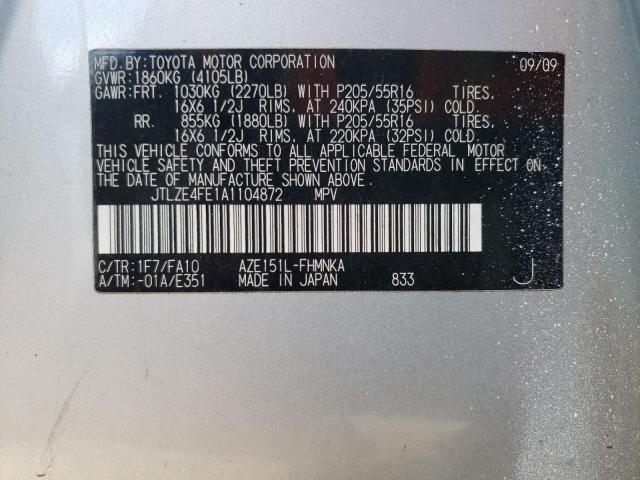 MFD. BY: TOYOTA MOTOR CORPORATION 09/09
GVWR: 1860KG (4105LB)
GAWR: FRT. 1030KG (2270LB) WITH P205/55R16 TIRES,
16X6 1/2J RIMS, AT 240KPA (35PSI) COLD.
RR. 855KG (1880LB) WITH P205/55R16 TIRES,
16X6 1/2J RIMS, AT 220KPA (32PSI) COLD.
THIS VEHICLE CONFORMS TO ALL APPLICABLE FEDERAL MOTOR
VEHICLE SAFETY AND THEFT PREVENTION STANDARDS IN EFFECT ON
THE DATE OF MANUFACTURE SHOWN ABOVE.
JTLZE4FE1A1104872 MPV
C/TR: 1F7/FA10 AZE151L-FHMNKA J
A/TM: -01A/E351 MADE IN JAPAN 833